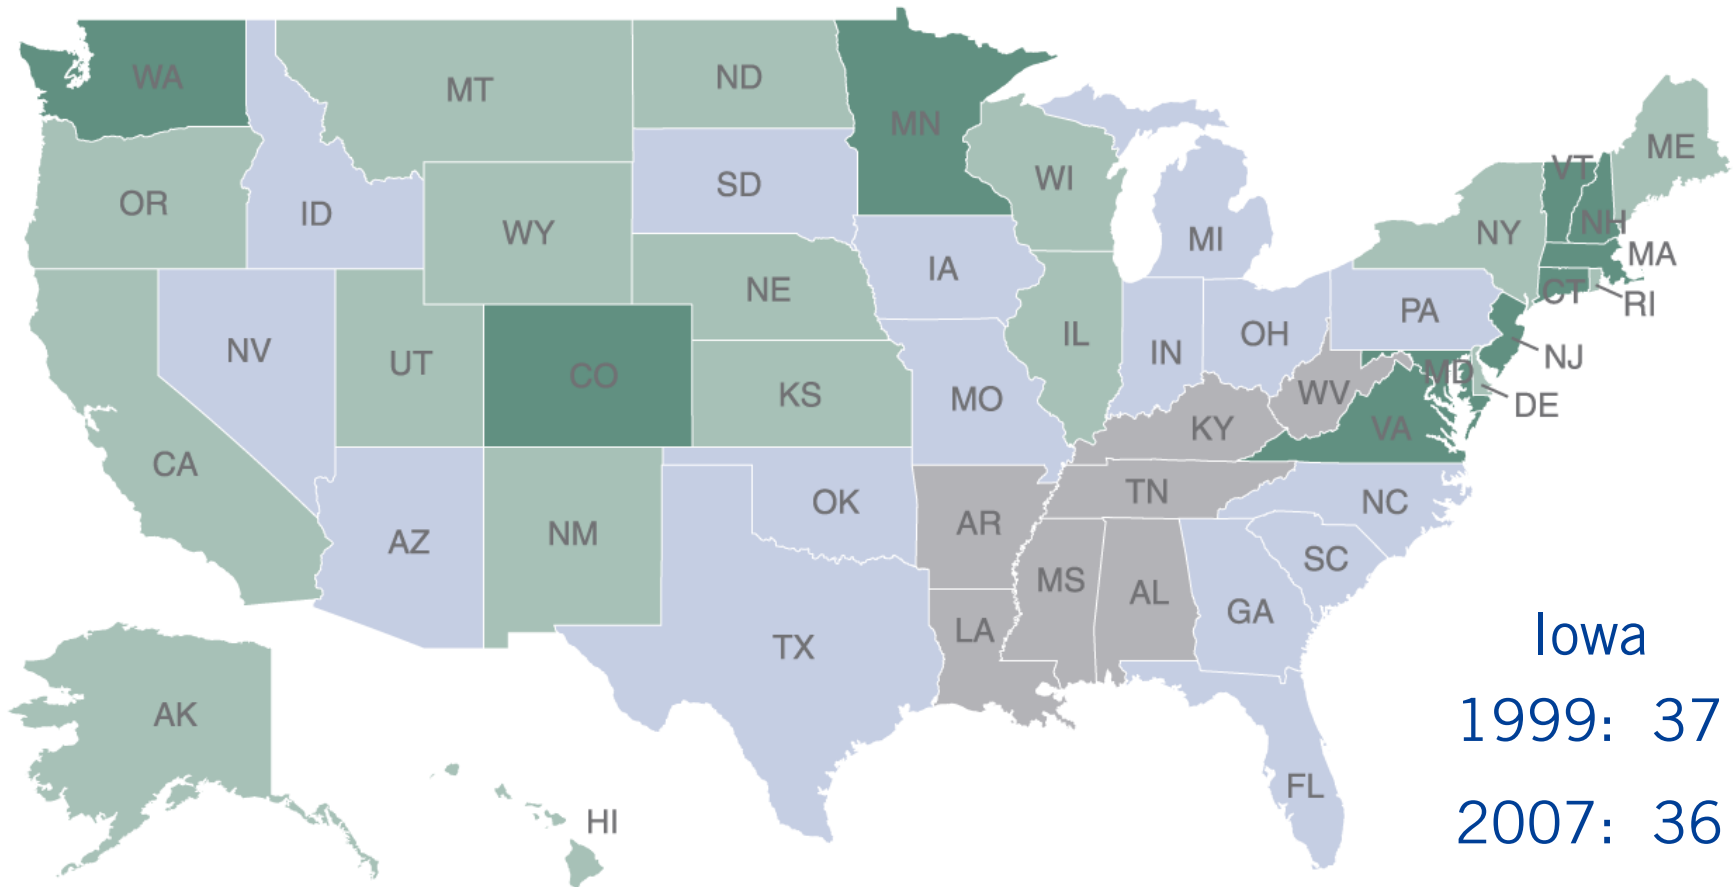 WA
MT
ND
MN
OR
ID
WY
SD
WI
MI
NY
VT
NH
ME
MA
CT
RI
NV
UT
CO
NE
IA
IL
IN
OH
PA
NJ
MD
DE
CA
KS
MO
KY
WV
VA
AZ
NM
OK
AR
TN
NC
TX
LA
MS
AL
GA
SC
FL
AK
HI
Iowa
1999: 37
2007: 36